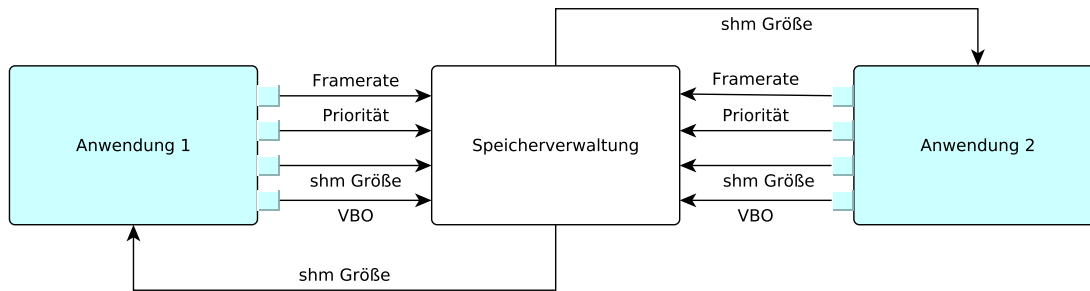 shm Größe
Framerate
Framerate
Priorität
Priorität
Anwendung 1
Speicherverwaltung
Anwendung 2
shm Größe
shm Größe
VBO
VBO
shm Größe